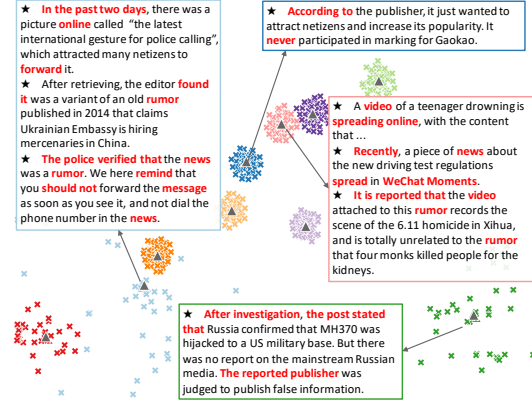 ★ In the past two days, there was a
picture online called “the latest
international gesture for police calling”,
which attracted many netizens to
forward it.
★ After retrieving, the editor found
it was a variant of an old rumor
published in 2014 that claims
Ukrainian Embassy is hiring
mercenaries in China.
★ The police verified that the news
was a rumor. We here remind that
you should not forward the message
as soon as you see it, and not dial the
phone number in the news.
★ According to the publisher, it just wanted to
attract netizens and increase its popularity. It
never participated in marking for Gaokao.
★ A video of a teenager drowning is
spreading online, with the content
that ...
★ Recently, a piece of news about
the new driving test regulations
spread in WeChat Moments.
★ It is reported that the video
attached to this rumor records the
scene of the 6.11 homicide in Xihua,
and is totally unrelated to the rumor
that four monks killed people for the
kidneys.
★ After investigation, the post stated
that Russia confirmed that MH370 was
hijacked to a US military base. But there
was no report on the mainstream Russian
media. The reported publisher was
judged to publish false information.